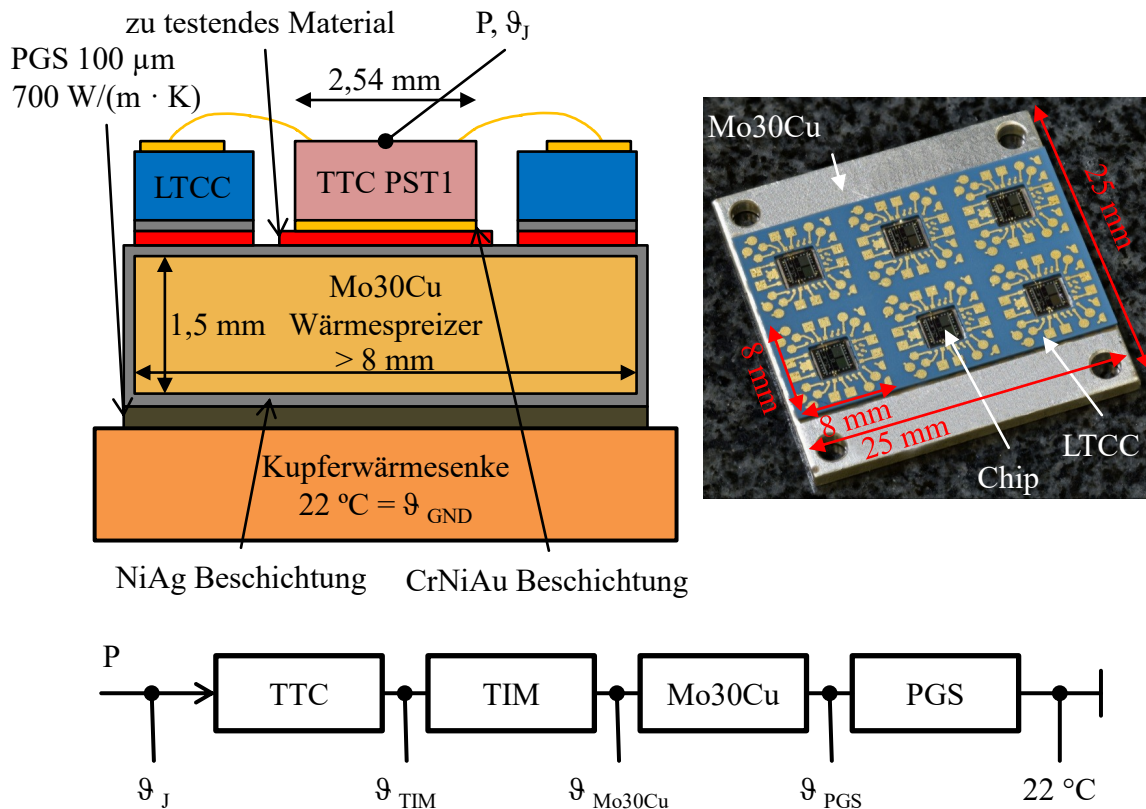 zu testendes Material
P, ϑJ
PGS 100 µm
700 W/(m · K)
2,54 mm
LTCC
TTC PST1
Mo30Cu
Wärmespreizer
> 8 mm
1,5 mm
Kupferwärmesenke
22 ºC = ϑ GND
NiAg Beschichtung
CrNiAu Beschichtung
Mo30Cu
25 mm
8 mm
8 mm
25 mm
LTCC
Chip
P
TTC
TIM
Mo30Cu
PGS
ϑ J
ϑ TIM
ϑ Mo30Cu
ϑ PGS
22 °C